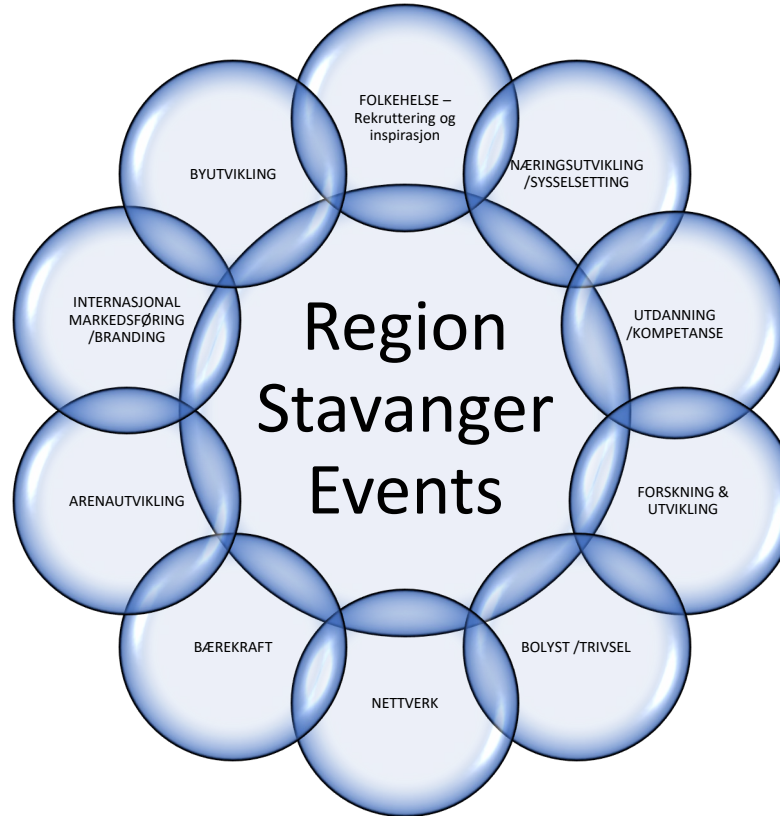 FOLKEHELSE –
Rekruttering og
inspirasjon
NÆRINGSUTVIKLING
/SYSSELSETTING
UTDANNING
/KOMPETANSE
FORSKNING &
UTVIKLING
BOLYST /TRIVSEL
NETTVERK
BÆREKRAFT
ARENAUTVIKLING
INTERNASJONAL
MARKEDSFØRING
/BRANDING
BYUTVIKLING
Region
Stavanger
Events